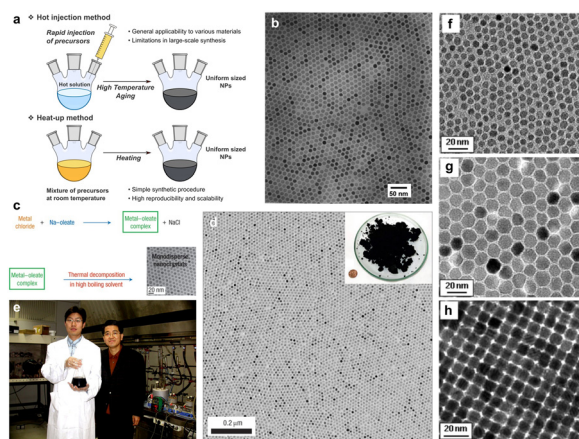 a
❖ Hot injection method
Rapid injection
of precursors
• General applicability to various materials
• Limitations in large-scale synthesis
Hot solution
High Temperature
Aging
Uniform sized
NPs
❖ Heat-up method
Heating
Uniform sized
NPs
Mixture of precursors
at room temperature
• Simple synthetic procedure
• High reproducibility and scalability
b
50 nm
c
Metal
chloride + Na–oleate
Metal–oleate
complex + NaCl
Metal–oleate
complex
Thermal decomposition
in high boiling solvent
Monodisperse
nanocrystals
20 nm
d
0.2 μm
e
f
20 nm
g
20 nm
h
20nm